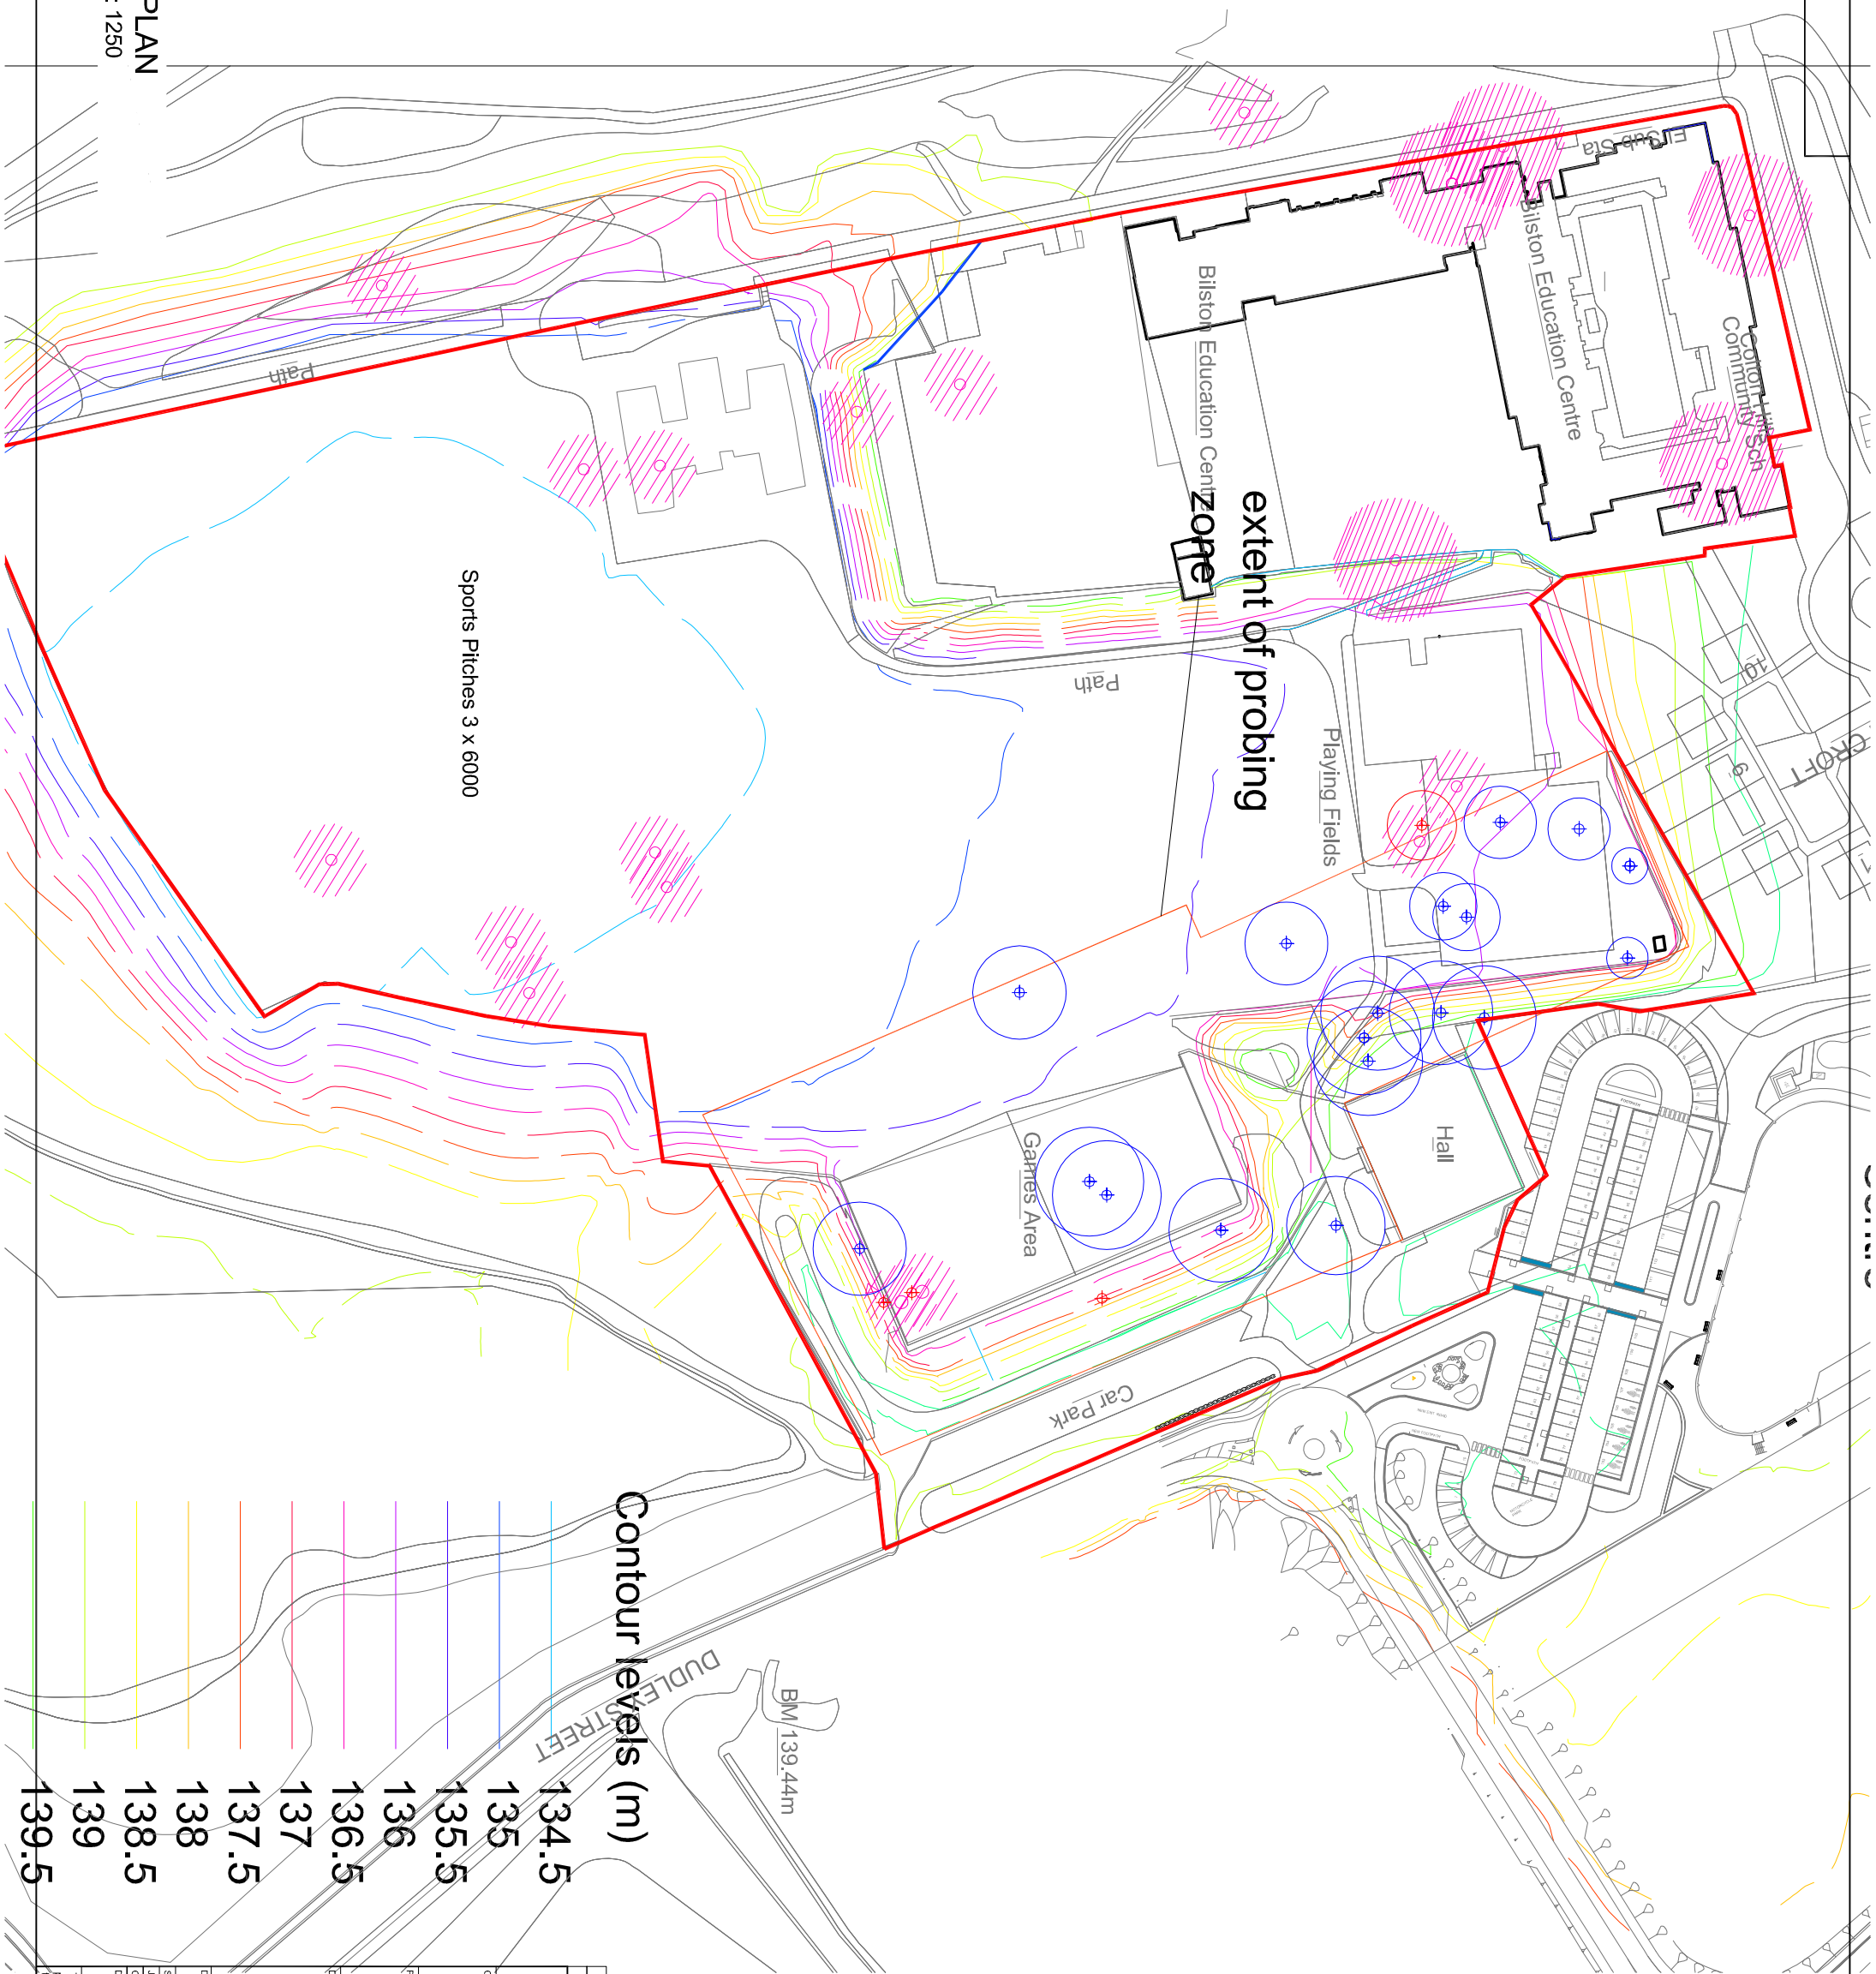 PLAN
: 1250
El Sub Sta
Bilston Education Centre
Colton Hills
Community Sch
Bilston Education Centre
extent of probing
zone
Path
Path
Sports Pitches 3 x 6000
Playing Fields
10
9
CROFT
Hall
Games Area
Car Park
DUDLEY STREET
BM 139.44m
Contour levels (m)
134.5
135
135.5
136
136.5
137
137.5
138
138.5
139
139.5